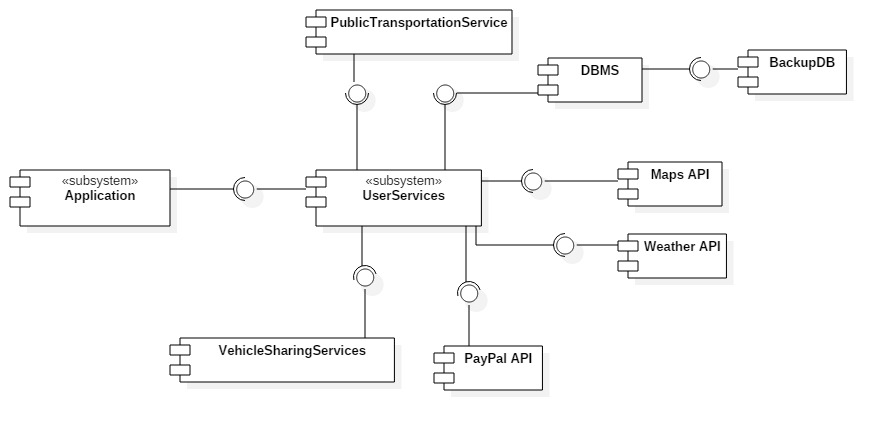 PublicTransportationService
DBMS
BackupDB
«subsystem»
Application
«subsystem»
UserServices
Maps API
Weather API
VehicleSharingServices
PayPal API